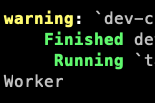 warning: `dev-c
Finished de
Running `t
Worker